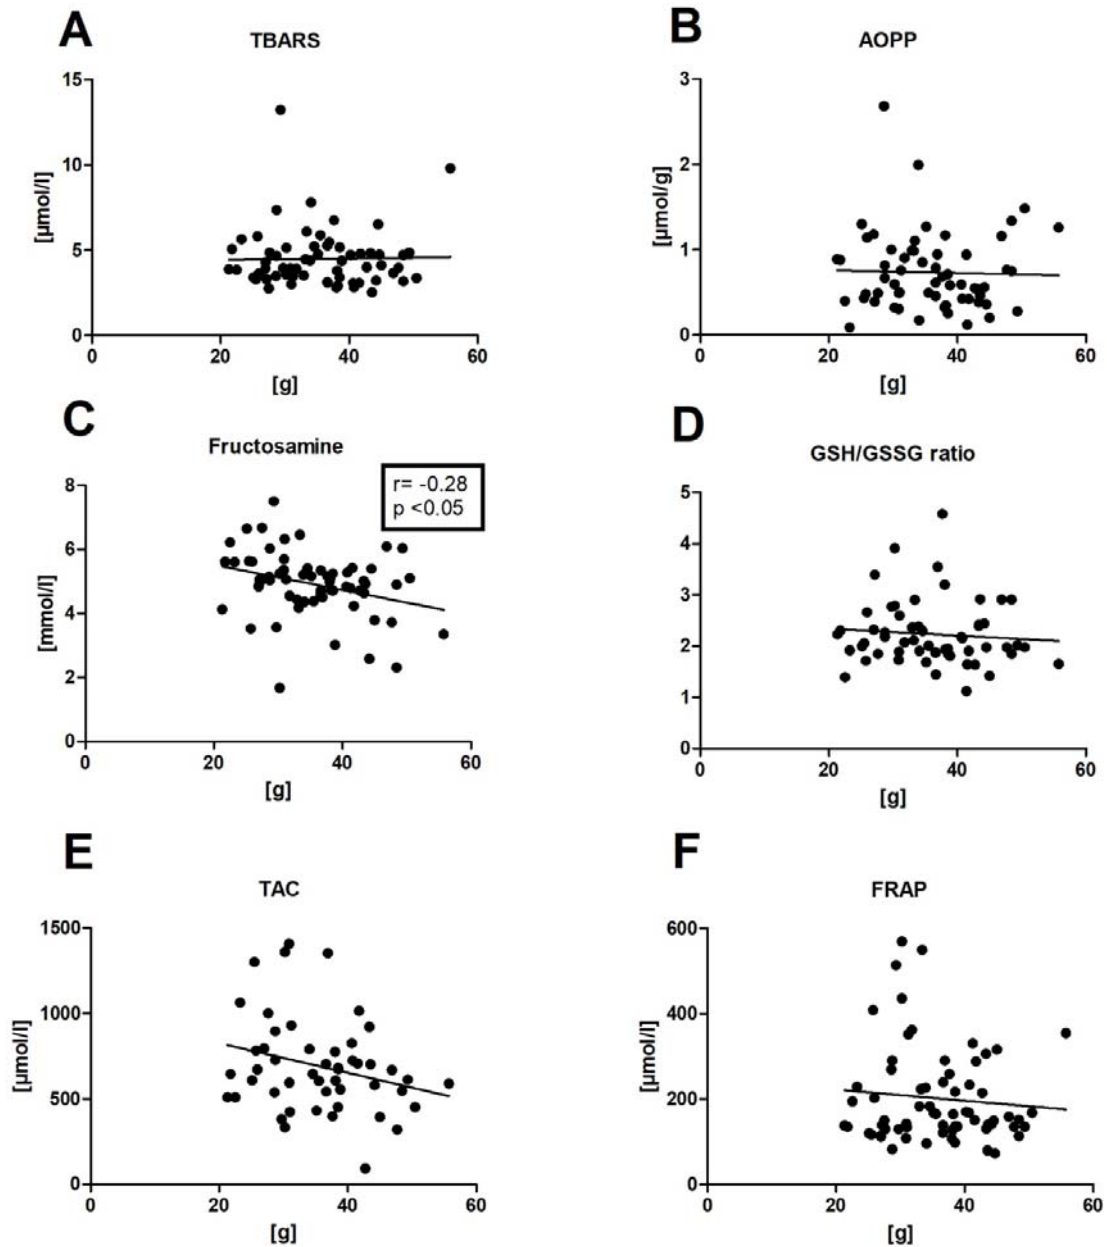 A
TBARS
[µmol/l]
15
10
5
0
0 20 40 60
[g]
B
AOPP
[µmol/g]
3
2
1
0
0 20 40 60
[g]
C
Fructosamine
r= -0.28
p <0.05
[mmol/l]
8
6
4
2
0
0 20 40 60
[g]
D
GSH/GSSG ratio
5
4
3
2
1
0
0 20 40 60
[g]
E
TAC
[µmol/l]
1500
1000
500
0
0 20 40 60
[g]
F
FRAP
[µmol/l]
600
400
200
0
0 20 40 60
[g]